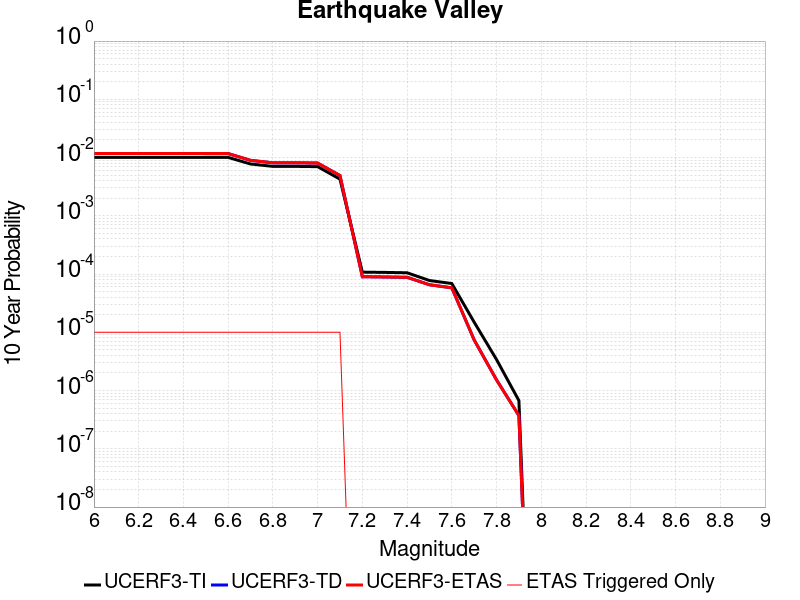 Earthquake Valley
10^0
10^-1
10^-2
10^-3
10^-4
10^-5
10^-6
10^-7
10^-8
10 Year Probability
6 6.2 6.4 6.6 6.8 7 7.2 7.4 7.6 7.8 8 8.2 8.4 8.6 8.8 9
Magnitude
UCERF3-TI UCERF3-TD UCERF3-ETAS ETAS Triggered Only